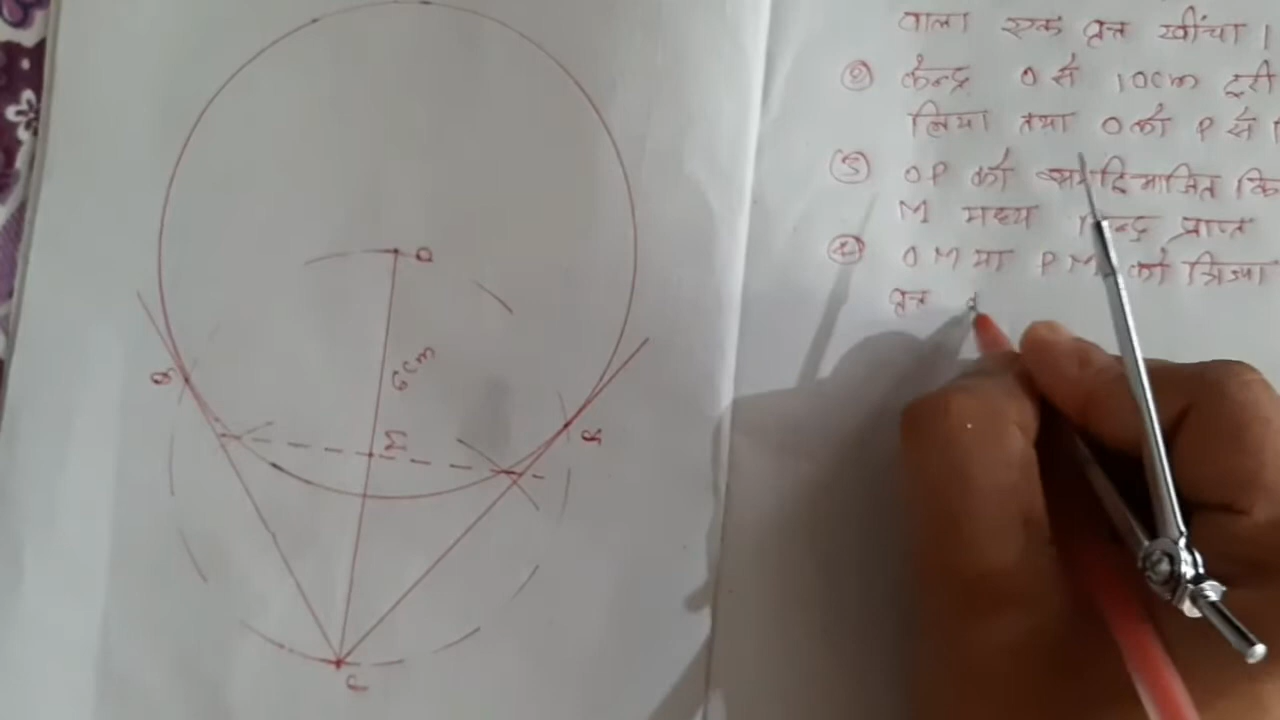 वाला एक वृत्त खींचा।
② केन्द्र O से 10cm दूरी
लिया तथा O को P से
③ OP को समद्विभाजित कि
M मध्य बिन्दु प्राप्त
④ OM या PM को त्रिज्या
वृत्त
O
6cm
M
Q
R
P